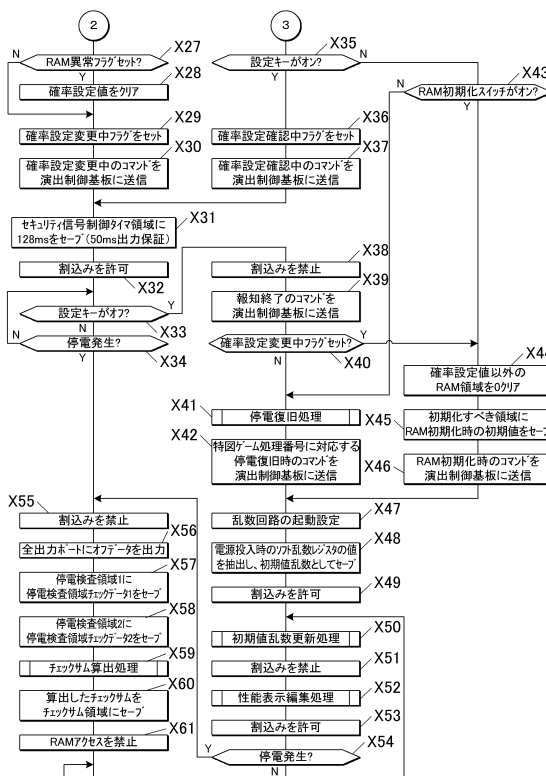 2
RAM異常フラグセット?
X27
N
Y
X28
確率設定値をクリア
X29
確率設定変更中フラグをセット
X30
確率設定変更中のコマンドを
演出制御基板に送信
X31
セキュリティ信号制御タイマ領域に
128msをセーブ(50ms出力保証)
割込みを許可
X32
設定キーがオフ?
Y
X33
N
停電発生?
N
X34
Y
X55
割込みを禁止
X56
全出力ポートにオフデータを出力
X57
停電検査領域1に
停電検査領域チェックデータ1をセーブ
X58
停電検査領域2に
停電検査領域チェックデータ2をセーブ
X59
チェックサム算出処理
X60
算出したチェックサムを
チェックサム領域にセーブ
X61
RAMアクセスを禁止
3
X35
設定キーがオン?
N
Y
X36
確率設定確認中フラグをセット
X37
確率設定確認中のコマンドを
演出制御基板に送信
X38
割込みを禁止
X39
報知終了のコマンドを
演出制御基板に送信
確率設定変更中フラグセット?
Y
X40
N
X41
停電復旧処理
X42
特図ゲーム処理番号に対応する
停電復旧時のコマンドを
演出制御基板に送信
X43
RAM初期化スイッチがオン?
N
Y
確率設定値以外の
RAM領域を0クリア
X45
初期化すべき領域に
RAM初期化時の初期値をセーブ
X46
RAM初期化時のコマンドを
演出制御基板に送信
X47
乱数回路の起動設定
X48
電源投入時のソフト乱数レジスタの値
を抽出し、初期値乱数としてセーブ
X49
割込みを許可
X50
初期値乱数更新処理
X51
割込みを禁止
X52
性能表示編集処理
X53
割込みを許可
X54
停電発生?
Y
N